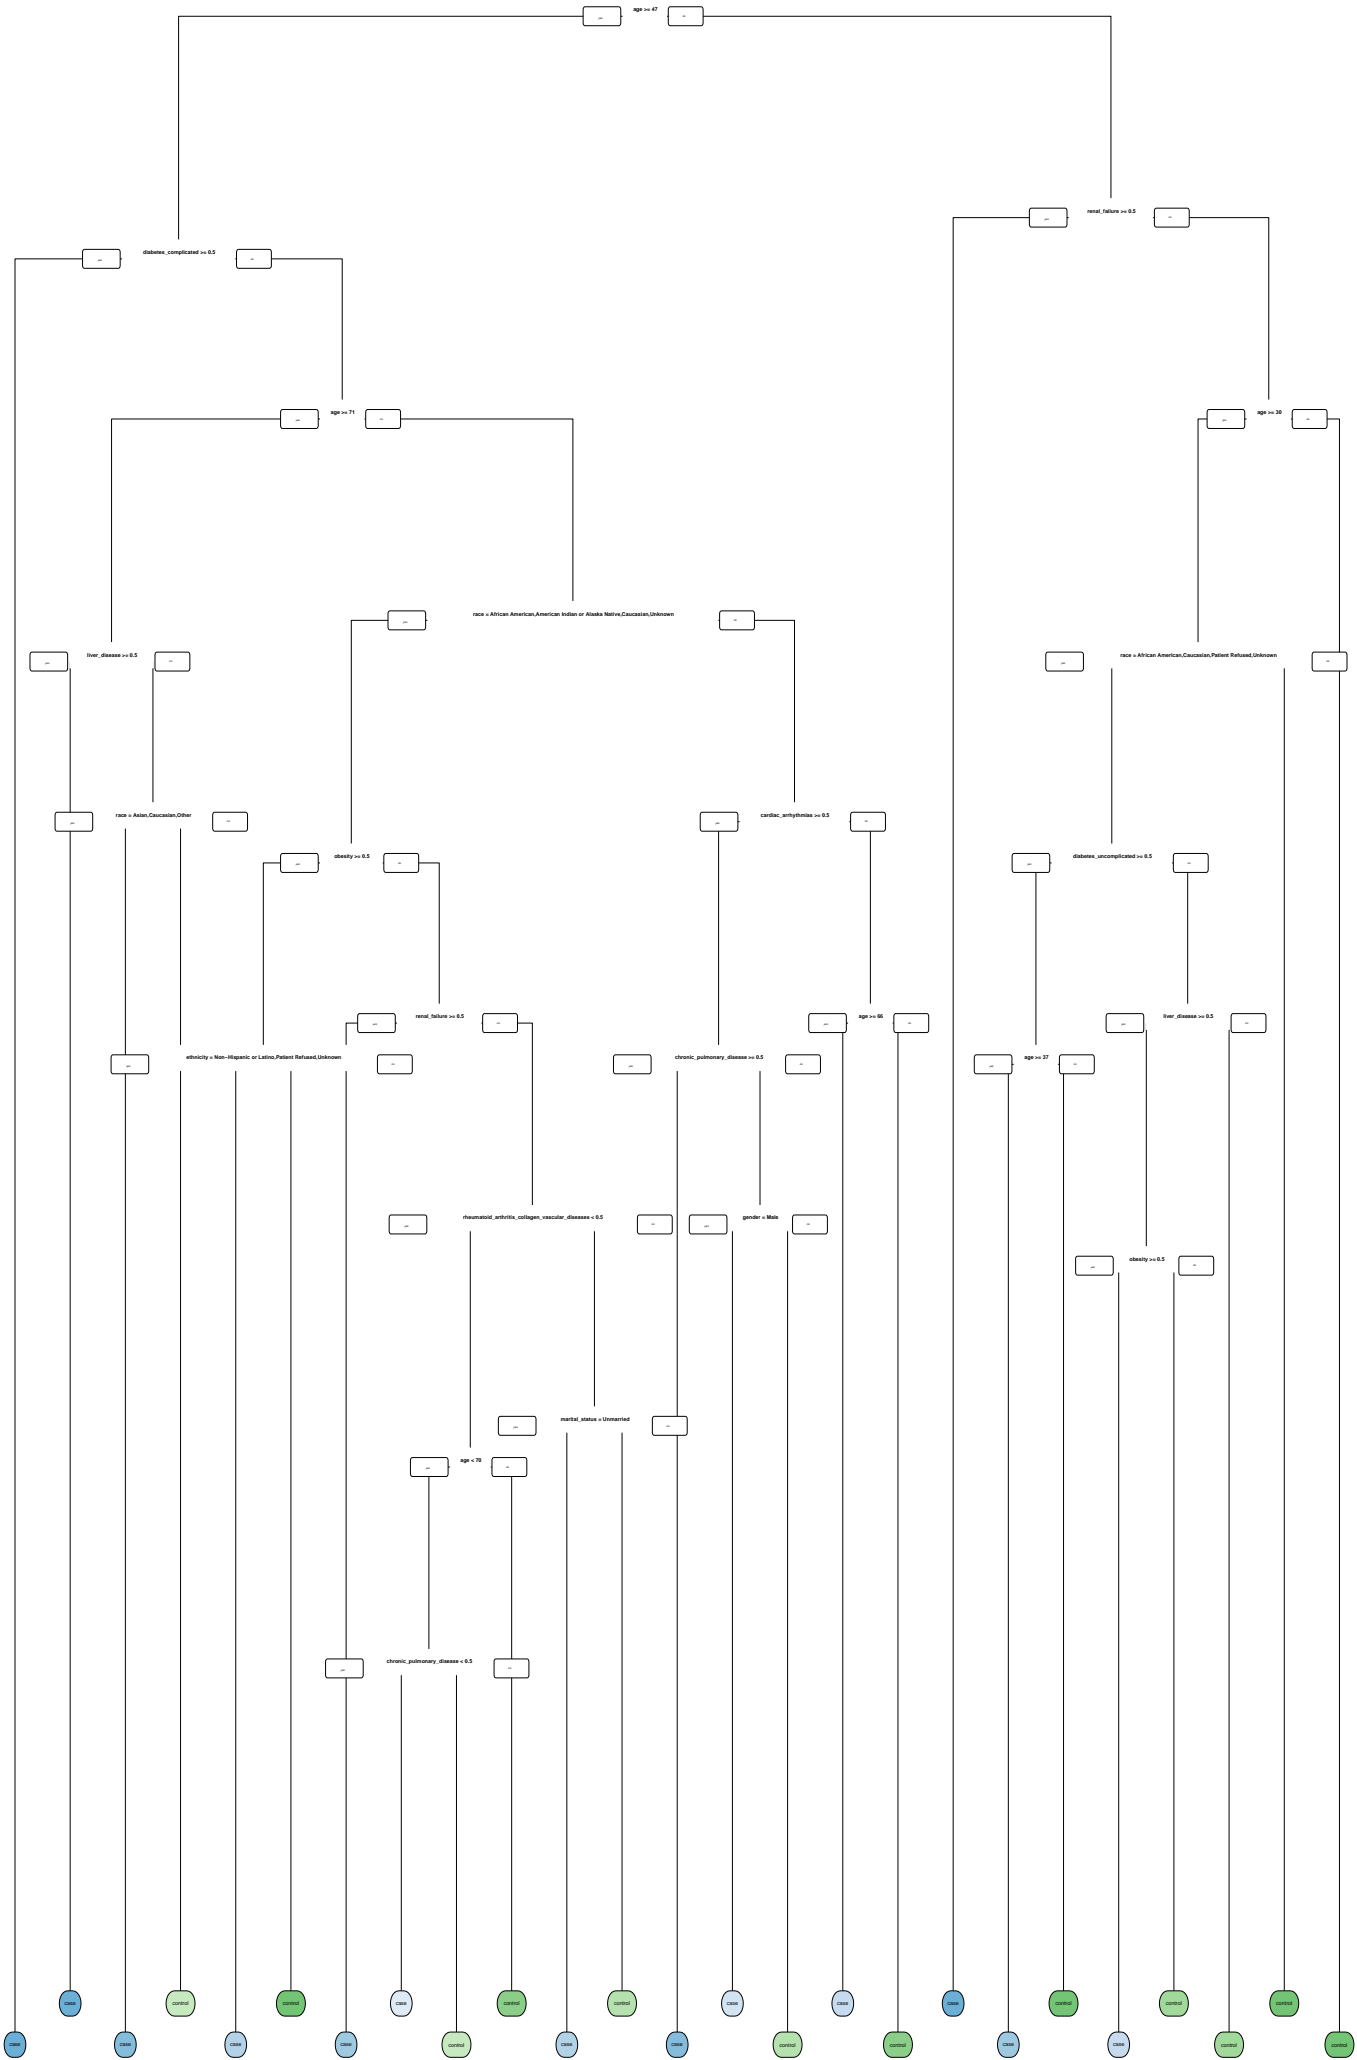 age >= 47
renal_failure >= 0.5
diabetes_complicated >= 0.5
age >= 71
age >= 30
race = African American,American Indian or Alaska Native,Caucasian,Unknown
liver_disease >= 0.5
race = African American,Caucasian,Patient Refused,Unknown
race = Asian,Caucasian,Other
cardiac_arrhythmias >= 0.5
obesity >= 0.5
diabetes_uncomplicated >= 0.5
renal_failure >= 0.5
age >= 66
liver_disease >= 0.5
ethnicity = Non−Hispanic or Latino,Patient Refused,Unknown
chronic_pulmonary_disease >= 0.5
age >= 37
rheumatoid_arthritis_collagen_vascular_diseases < 0.5
gender = Male
obesity >= 0.5
marital_status = Unmarried
age < 70
chronic_pulmonary_disease < 0.5
case
control
control
case
control
control
case
case
case
control
control
control
case
case
case
case
control
case
case
control
case
case
control
control